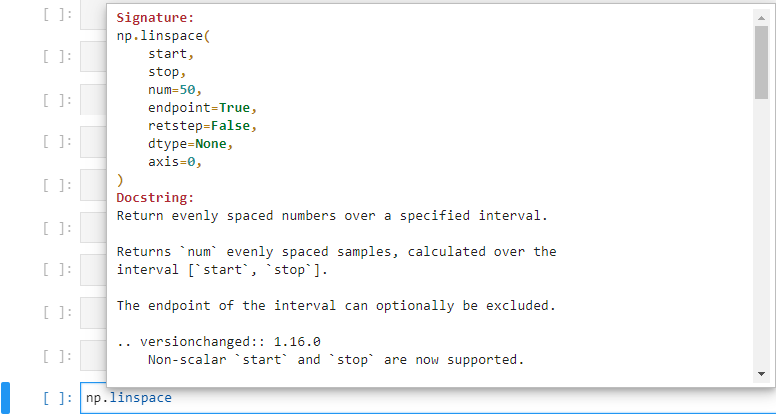 [ ]:
Signature:
np.linspace(
    start,
[ ]:
    stop,
    num=50,
[ ]:
    endpoint=True,
    retstep=False,
[ ]:
    dtype=None,
    axis=0,
[ ]:
)
Docstring:
Return evenly spaced numbers over a specified interval.
[ ]:
Returns `num` evenly spaced samples, calculated over the
[ ]:
interval [`start`, `stop`].
The endpoint of the interval can optionally be excluded.
[ ]:
.. versionchanged:: 1.16.0
[ ]:
    Non-scalar `start` and `stop` are now supported.
[ ]: np.linspace